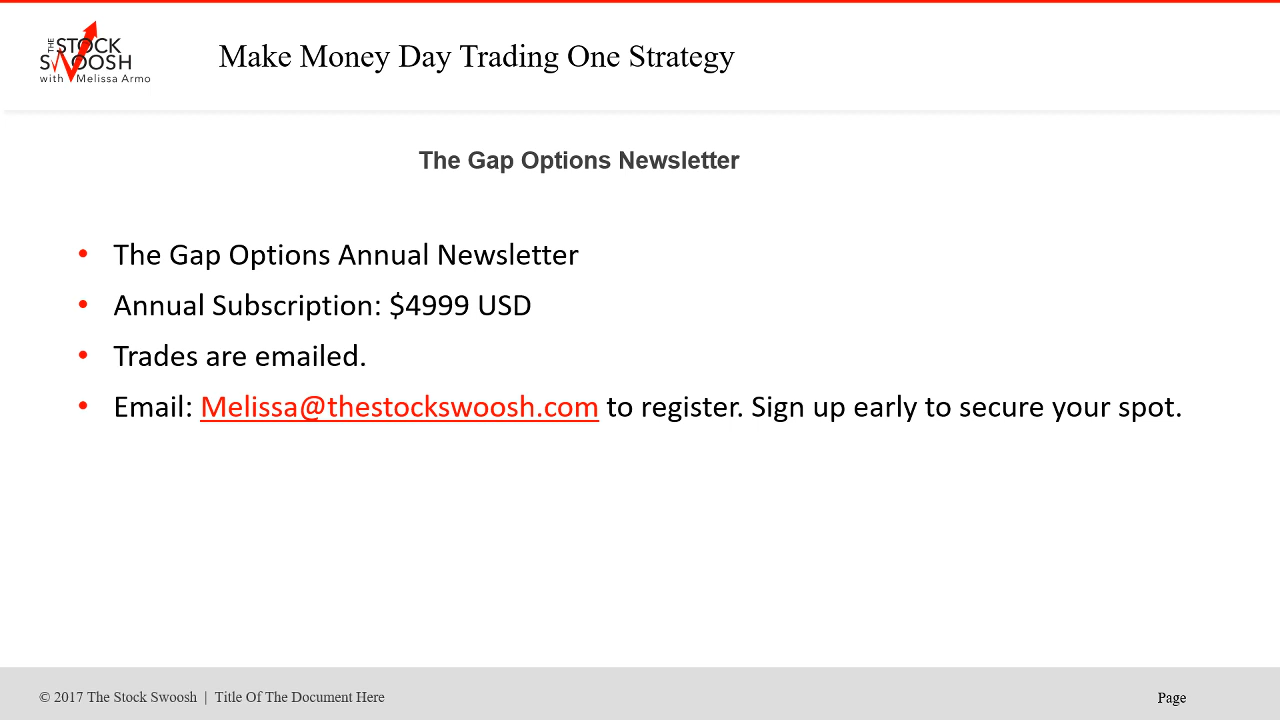 THE
STOCK
SWOOSH
with Melissa Armo
Make Money Day Trading One Strategy
The Gap Options Newsletter
• The Gap Options Annual Newsletter
• Annual Subscription: $4999 USD
• Trades are emailed.
• Email: Melissa@thestockswoosh.com to register. Sign up early to secure your spot.
© 2017 The Stock Swoosh | Title Of The Document Here
Page